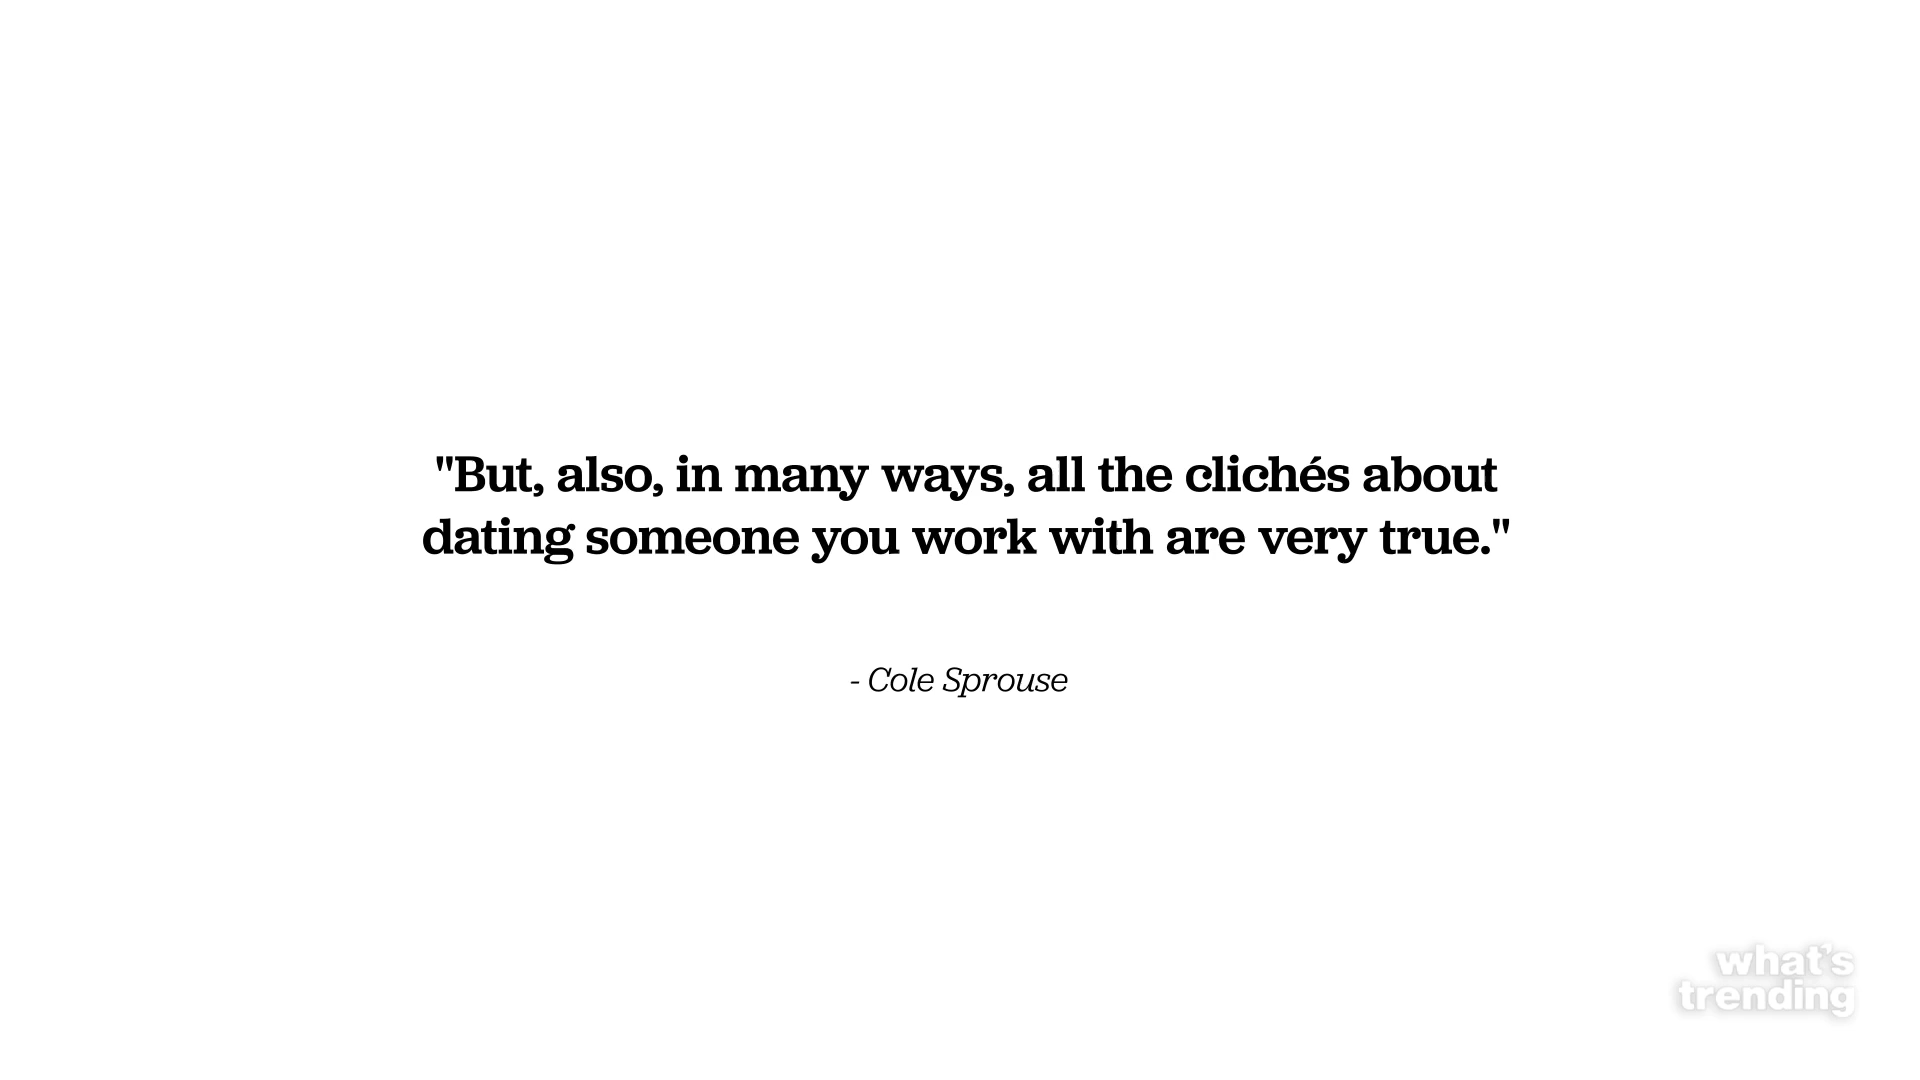 "But, also, in many ways, all the clichés about
dating someone you work with are very true."
- Cole Sprouse
what's
trending